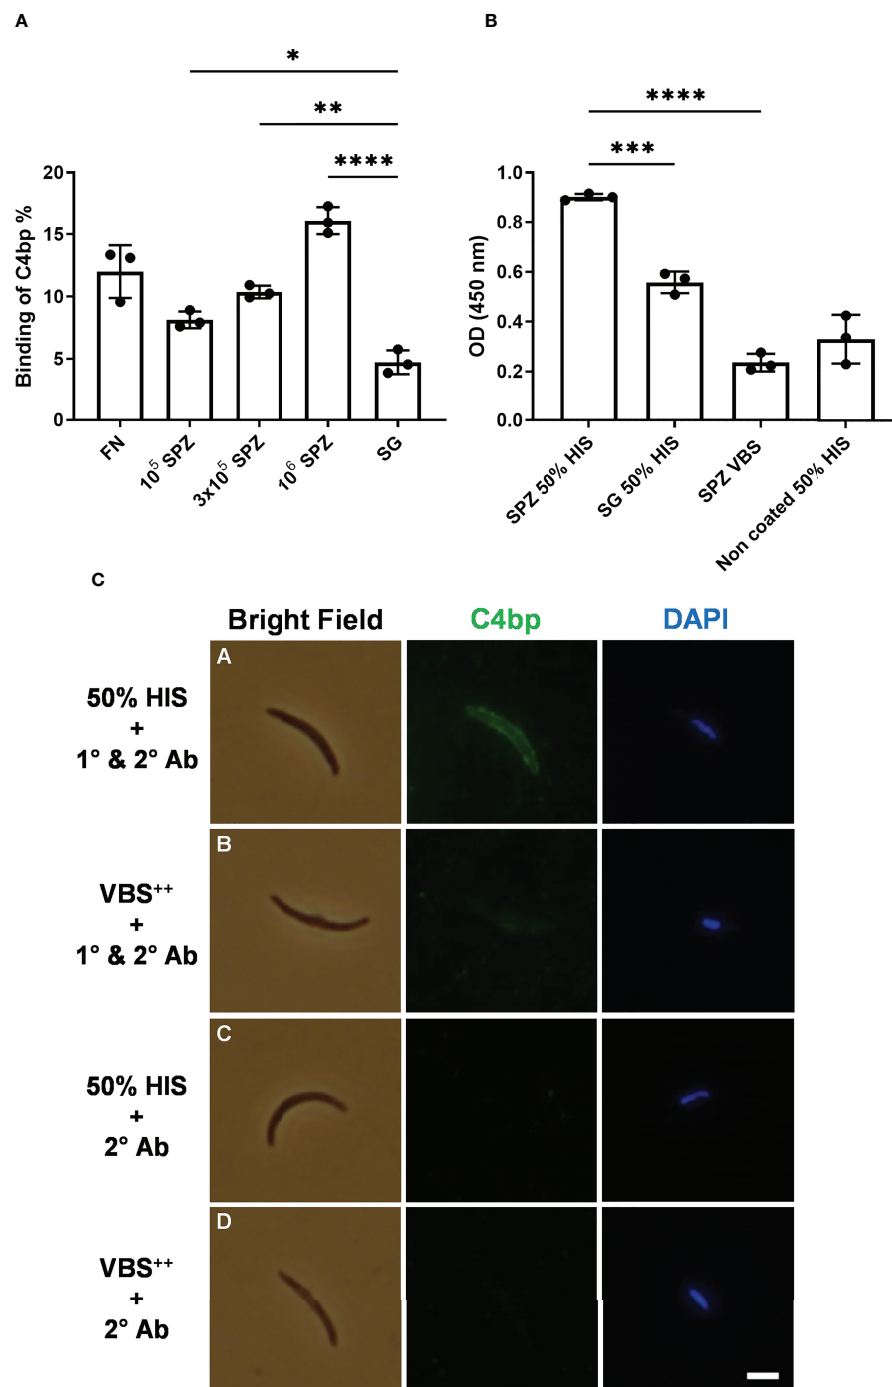 A
*
**
****
20
15
10
5
0
Binding of C4bp %
FN
10⁵ SPZ
3x10⁵ SPZ
10⁶ SPZ
SG
B
****
***
1.0
0.8
0.6
0.4
0.2
0.0
OD (450 nm)
SPZ 50% HIS
SG 50% HIS
SPZ VBS
Non coated 50% HIS
C
Bright Field C4bp DAPI
A
50% HIS
+
1° & 2° Ab
B
VBS⁺⁺
+
1° & 2° Ab
C
50% HIS
+
2° Ab
D
VBS⁺⁺
+
2° Ab